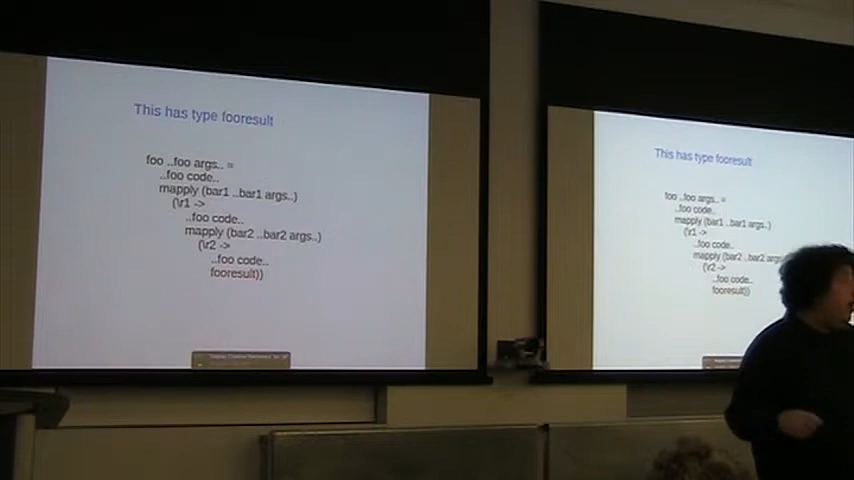 This has type fooresult
foo ..foo args.. =
..foo code..
mapply (bar1 ..bar1 args..)
(\r1 ->
..foo code..
mapply (bar2 ..bar2 args..)
(\r2 ->
..foo code..
fooresult))
This has type fooresult
foo ..foo args.. =
..foo code..
mapply (bar1 ..bar1 args..)
(\r1 ->
..foo code..
mapply (bar2 ..bar2 args
(\r2 ->
..foo code..
fooresult))